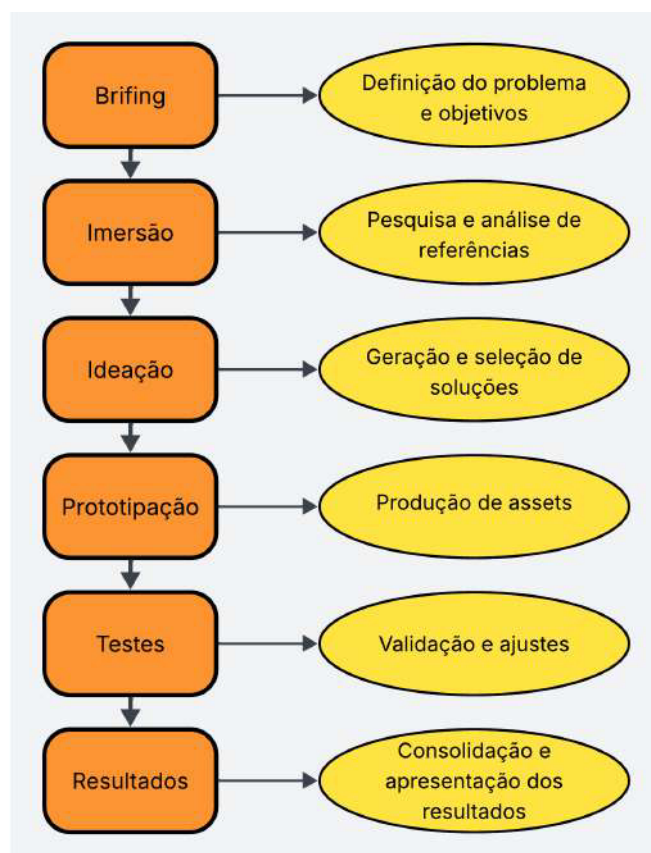 Brifing
Definição do problema
e objetivos
Imersão
Pesquisa e análise de
referências
Ideação
Geração e seleção de
soluções
Prototipação
Produção de assets
Testes
Validação e ajustes
Resultados
Consolidação e
apresentação dos
resultados